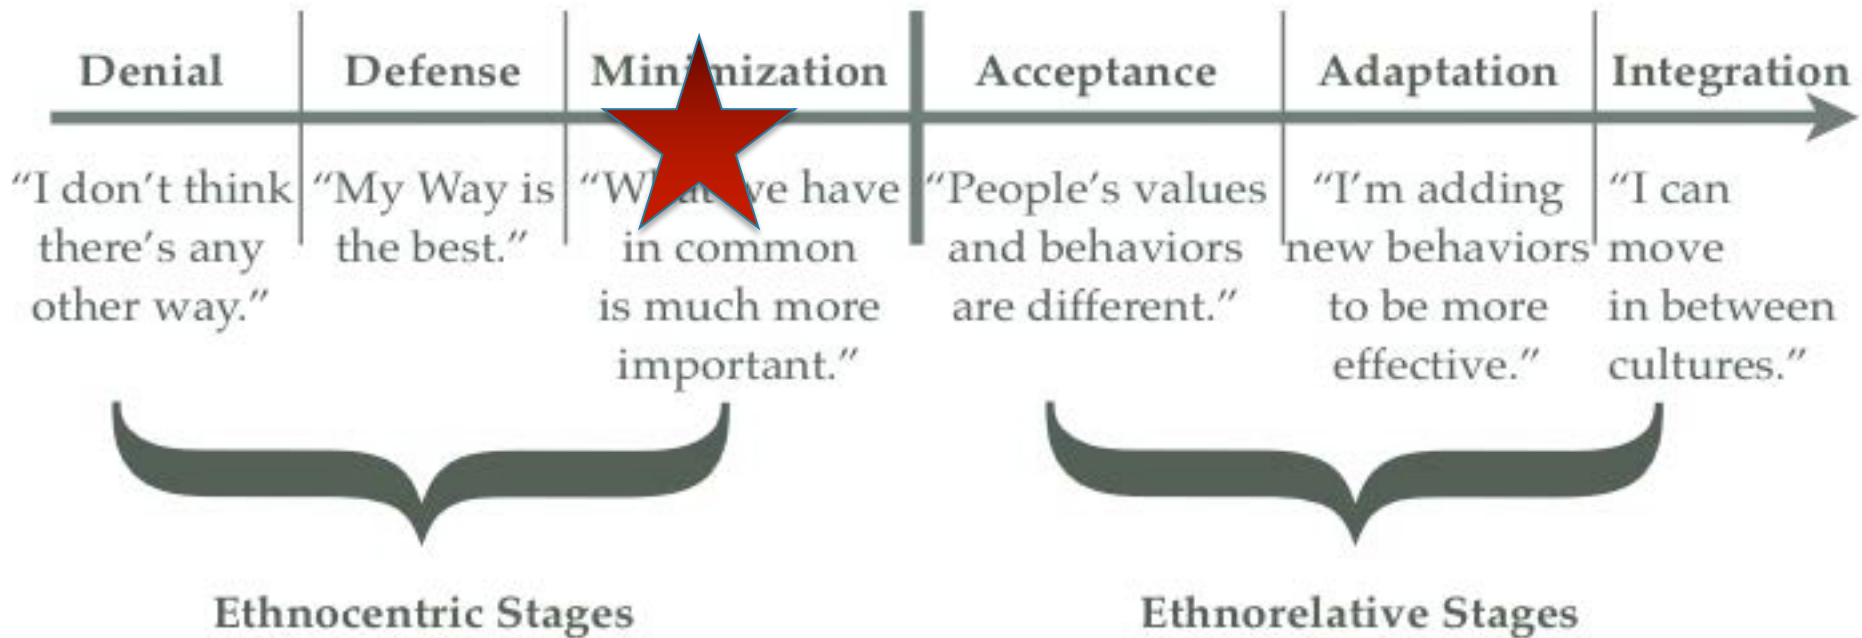 Denial
Defense
Minimization
Acceptance
Adaptation
Integration
“I don’t think
there’s any
other way.”
“My Way is
the best.”
“What we have
in common
is much more
important.”
“People’s values
and behaviors
are different.”
“I’m adding
new behaviors
to be more
effective.”
“I can
move
in between
cultures.”
Ethnocentric Stages
Ethnorelative Stages